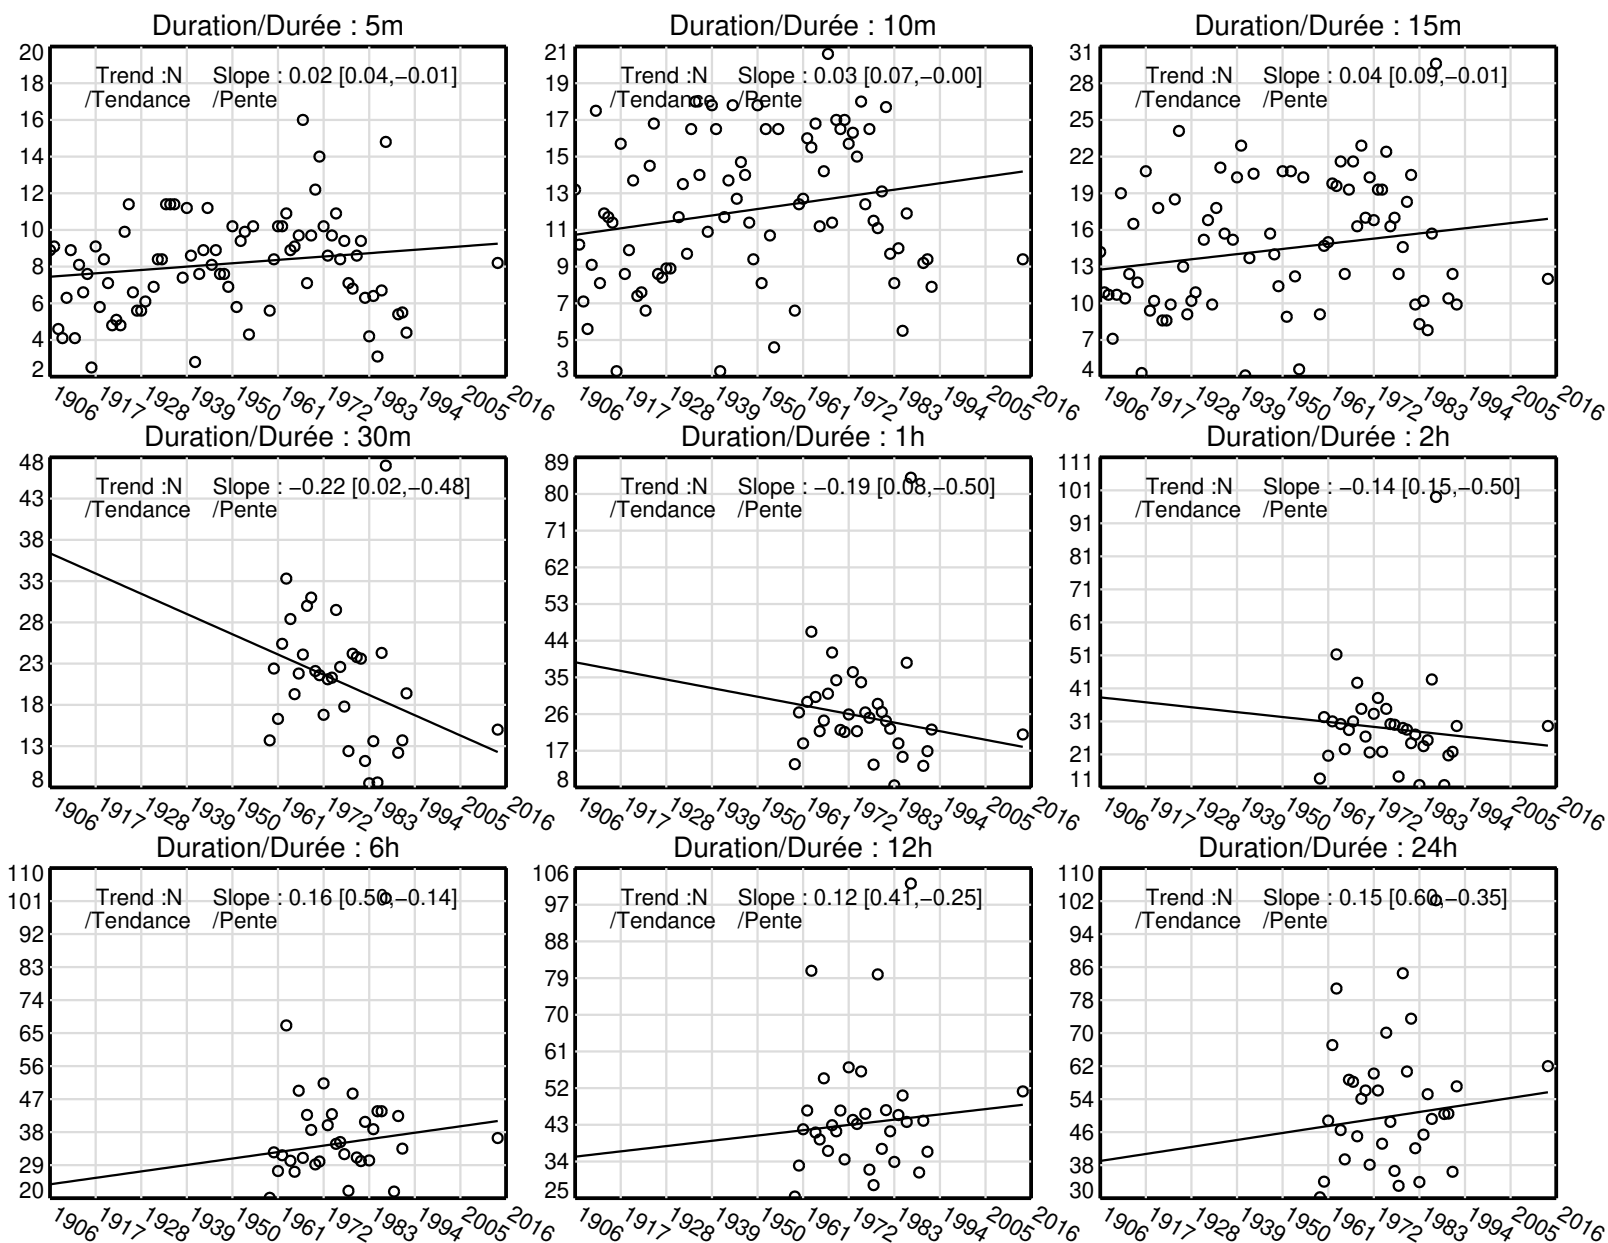 Duration/Durée : 5m
Trend :N Slope : 0.02 [0.04,−0.01]
/Tendance /Pente
20
18
16
14
12
10
8
6
4
2
1906 1917 1928 1939 1950 1961 1972 1983 1994 2005 2016
Duration/Durée : 10m
Trend :N Slope : 0.03 [0.07,−0.00]
/Tendance /Pente
21
19
17
15
13
11
9
7
5
3
1906 1917 1928 1939 1950 1961 1972 1983 1994 2005 2016
Duration/Durée : 15m
Trend :N Slope : 0.04 [0.09,−0.01]
/Tendance /Pente
31
28
25
22
19
16
13
10
7
4
1906 1917 1928 1939 1950 1961 1972 1983 1994 2005 2016
Duration/Durée : 30m
Trend :N Slope : −0.22 [0.02,−0.48]
/Tendance /Pente
48
43
38
33
28
23
18
13
8
1906 1917 1928 1939 1950 1961 1972 1983 1994 2005 2016
Duration/Durée : 1h
Trend :N Slope : −0.19 [0.08,−0.50]
/Tendance /Pente
89
80
71
62
53
44
35
26
17
8
1906 1917 1928 1939 1950 1961 1972 1983 1994 2005 2016
Duration/Durée : 2h
Trend :N Slope : −0.14 [0.15,−0.50]
/Tendance /Pente
111
101
91
81
71
61
51
41
31
21
11
1906 1917 1928 1939 1950 1961 1972 1983 1994 2005 2016
Duration/Durée : 6h
Trend :N Slope : 0.16 [0.50,−0.14]
/Tendance /Pente
110
101
92
83
74
65
56
47
38
29
20
1906 1917 1928 1939 1950 1961 1972 1983 1994 2005 2016
Duration/Durée : 12h
Trend :N Slope : 0.12 [0.41,−0.25]
/Tendance /Pente
106
97
88
79
70
61
52
43
34
25
1906 1917 1928 1939 1950 1961 1972 1983 1994 2005 2016
Duration/Durée : 24h
Trend :N Slope : 0.15 [0.60,−0.35]
/Tendance /Pente
110
102
94
86
78
70
62
54
46
38
30
1906 1917 1928 1939 1950 1961 1972 1983 1994 2005 2016